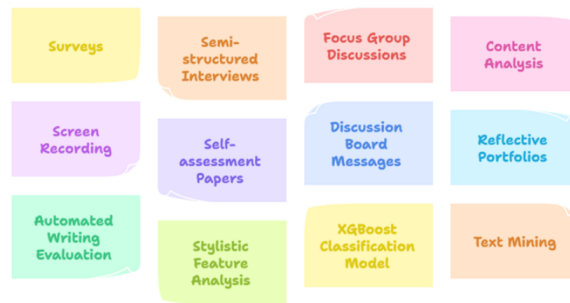 Surveys
Semi-
structured
Interviews
Focus Group
Discussions
Content
Analysis
Screen
Recording
Self-
assessment
Papers
Discussion
Board
Messages
Reflective
Portfolios
Automated
Writing
Evaluation
Stylistic
Feature
Analysis
XGBoost
Classification
Model
Text Mining